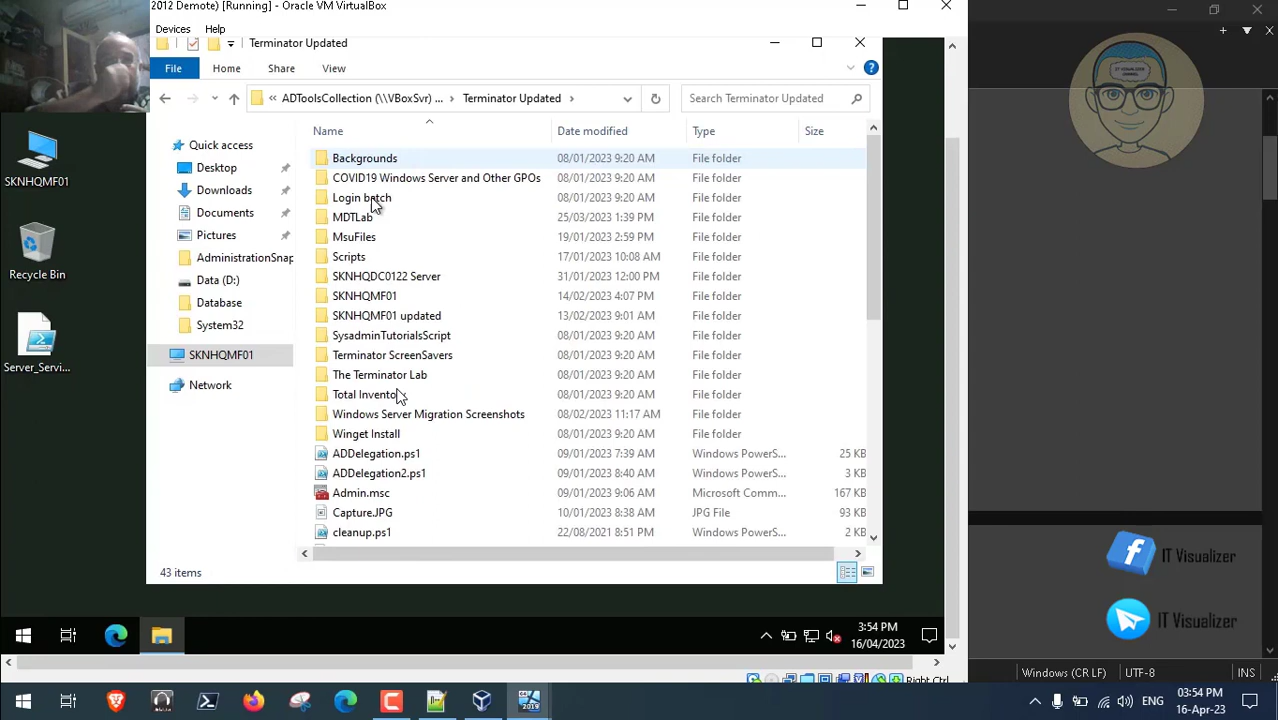 2012 Demote) [Running] - Oracle VM VirtualBox
Devices Help
Terminator Updated
File Home Share View
« ADToolsCollection (\\VBoxSvr) ... > Terminator Updated >
Search Terminator Updated
Name Date modified Type Size
Quick access
Desktop
Downloads
Documents
Pictures
AdministrationSnap
Data (D:)
Database
System32
SKNHQMF01
Network
Backgrounds 08/01/2023 9:20 AM File folder
COVID19 Windows Server and Other GPOs 08/01/2023 9:20 AM File folder
Login batch 08/01/2023 9:20 AM File folder
MDTLab 25/03/2023 1:39 PM File folder
MsuFiles 19/01/2023 2:59 PM File folder
Scripts 17/01/2023 10:08 AM File folder
SKNHQDC0122 Server 31/01/2023 12:00 PM File folder
SKNHQMF01 14/02/2023 4:07 PM File folder
SKNHQMF01 updated 13/02/2023 9:01 AM File folder
SysadminTutorialsScript 08/01/2023 9:20 AM File folder
Terminator ScreenSavers 08/01/2023 9:20 AM File folder
The Terminator Lab 08/01/2023 9:20 AM File folder
Total Inventory 08/01/2023 9:20 AM File folder
Windows Server Migration Screenshots 08/02/2023 11:17 AM File folder
Winget Install 08/01/2023 9:20 AM File folder
ADDelegation.ps1 09/01/2023 7:39 AM Windows PowerS... 25 KB
ADDelegation2.ps1 09/01/2023 8:40 AM Windows PowerS... 3 KB
Admin.msc 09/01/2023 9:06 AM Microsoft Comm... 167 KB
Capture.JPG 10/01/2023 8:38 AM JPG File 93 KB
cleanup.ps1 22/08/2021 8:51 PM Windows PowerS... 2 KB
43 items
SKNHQMF01
Recycle Bin
Server_Servi...
3:54 PM
16/04/2023
Right Ctrl
IT VISUALIZER
CHANNEL
IT Visualizer
IT Visualizer
Windows (CR LF) UTF-8 INS
2019
ENG
03:54 PM
16-Apr-23